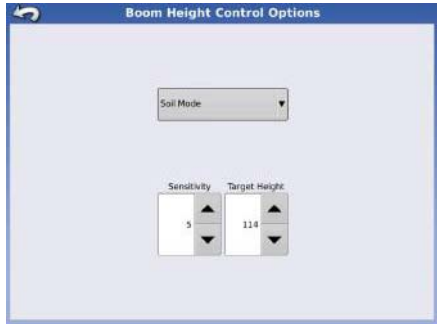 Boom Height Control Options
Soil Mode
Sensitivity Target Height
5 114